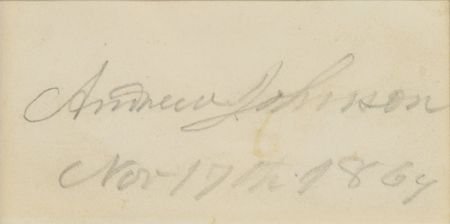 Andrew Johnson
Nov 17th 1864